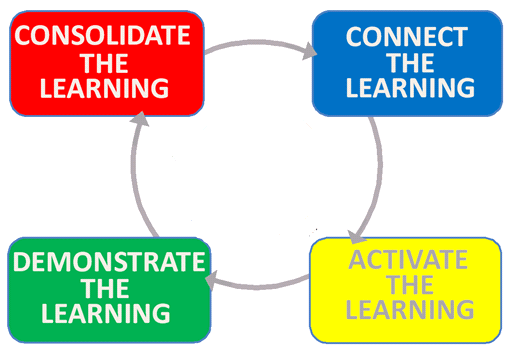 CONSOLIDATE
THE
LEARNING
CONNECT
THE
LEARNING
DEMONSTRATE
THE
LEARNING
ACTIVATE
THE
LEARNING